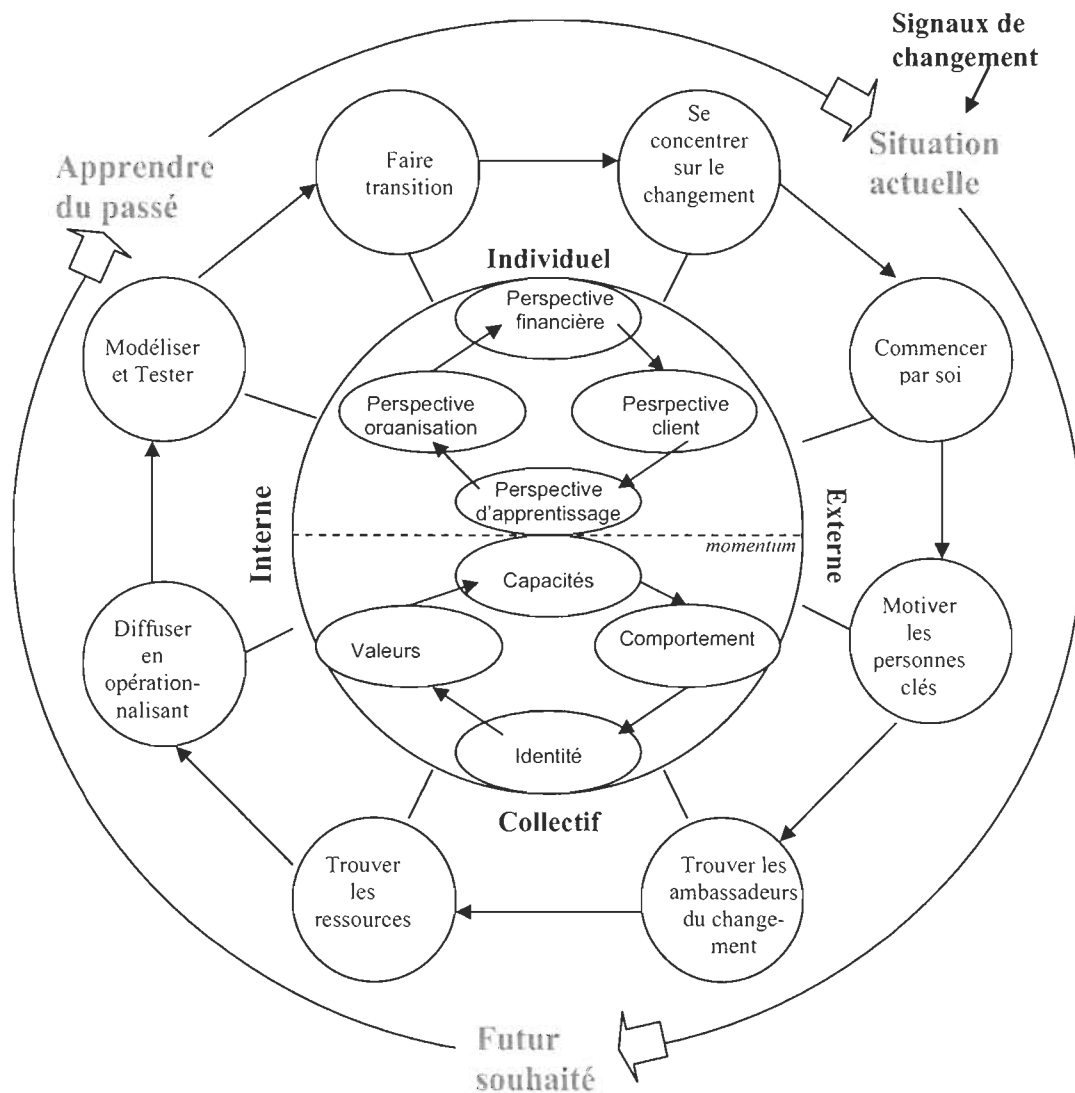 Signaux de
changement
Situation
actuelle
Apprendre
du passé
Faire
transition
Se
concentrer
sur le
changement
Individuel
Perspective
financière
Modéliser
et Tester
Commencer
par soi
Perspective
organisation
Pesrpective
client
Perspective
d'apprentissage
Interne
Externe
momentum
Capacités
Valeurs
Comportement
Identité
Diffuser
en
opération-
nalisant
Motiver
les
personnes
clés
Collectif
Trouver
les
ressources
Trouver les
ambassadeurs
du change-
ment
Futur
souhaité